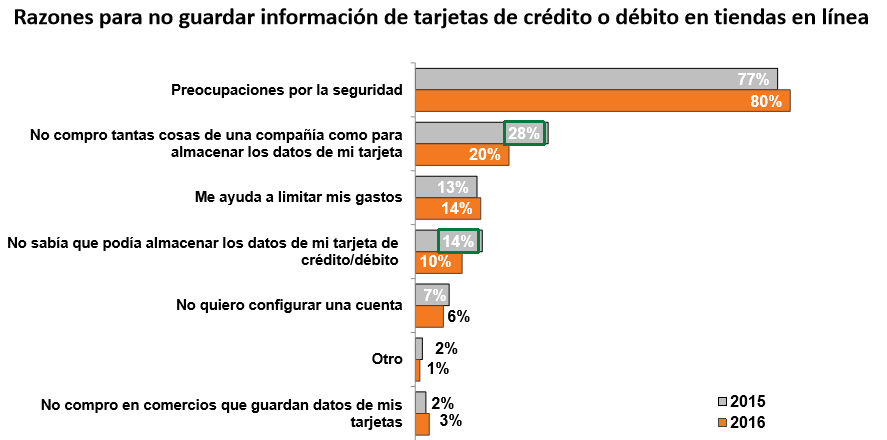 Razones para no guardar información de tarjetas de crédito o débito en tiendas en línea
Preocupaciones por la seguridad
77%
80%
No compro tantas cosas de una compañía como para
almacenar los datos de mi tarjeta
28%
20%
Me ayuda a limitar mis gastos
13%
14%
No sabía que podía almacenar los datos de mi tarjeta de
crédito/débito
14%
10%
No quiero configurar una cuenta
7%
6%
Otro
2%
1%
No compro en comercios que guardan datos de mis
tarjetas
2%
3%
2015
2016